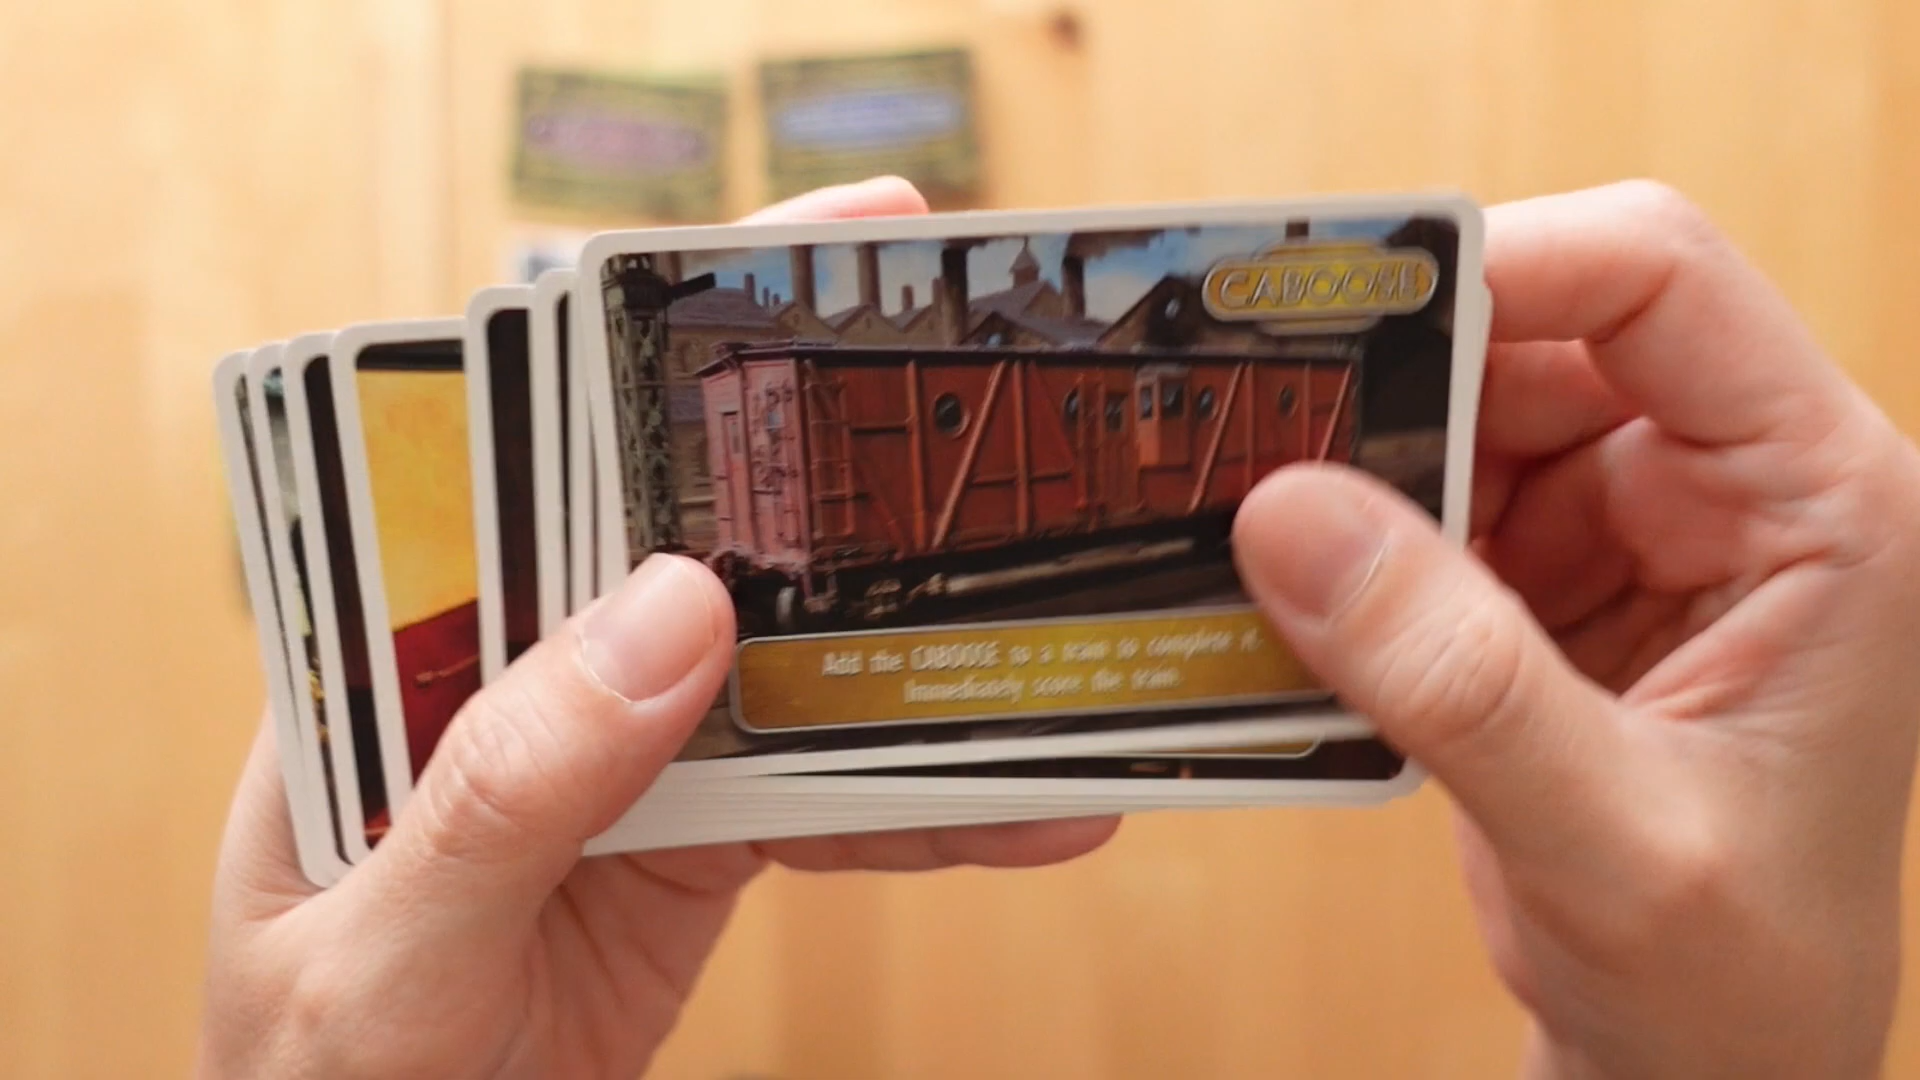 CABOOSE
Add the CABOOSE to a train to complete it.
Immediately score the train.